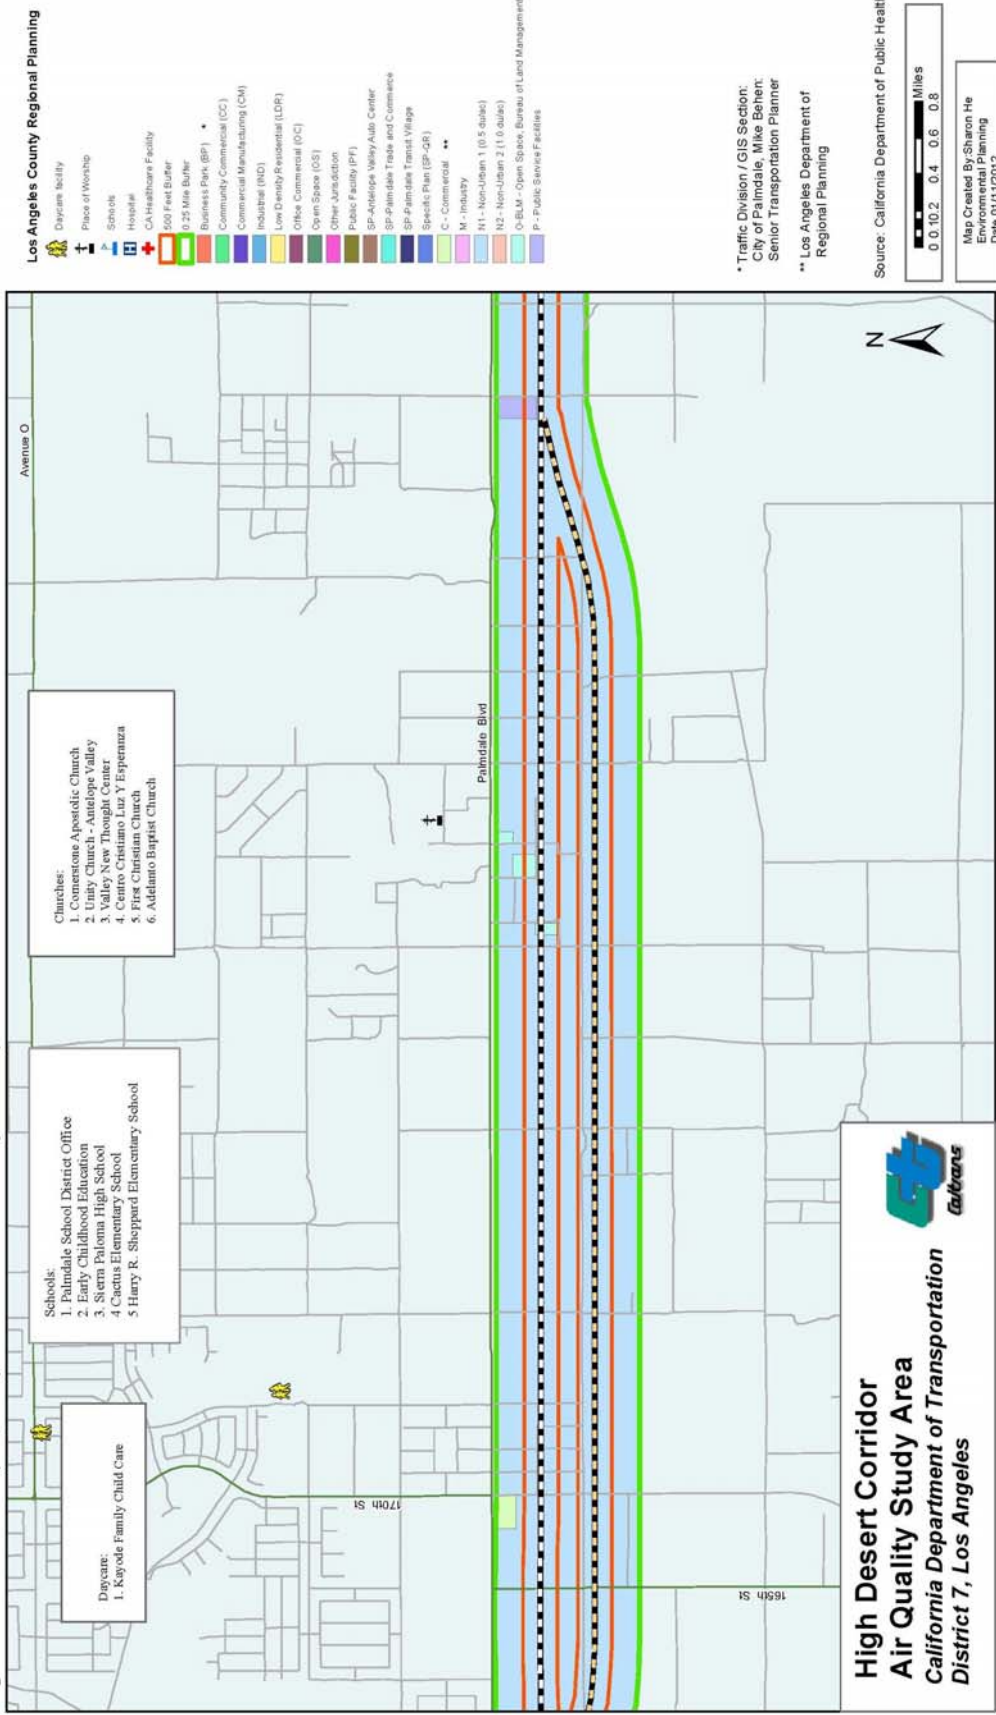 Los Angeles County Regional Planning
Daycare facility
Place of Worship
Schools
Hospital
CA Healthcare Facility
500 Feet Buffer
0.25 Mile Buffer
Business Park (BP) *
Community Commercial (CC)
Commercial Manufacturing (CM)
Industrial (IND)
Low Density Residential (LDR)
Office Commercial (OC)
Open Space (OS)
Other Jurisdiction
Public Facility (PF)
SP-Antelope Valley Auto Center
SP-Palmdale Trade and Commerce
SP-Palmdale Transit Village
Specific Plan (SP-QR)
C - Commercial **
M - Industry
N1 - Non-Urban 1 (0.5 du/ac)
N2 - Non-Urban 2 (1.0 du/ac)
O-BLM - Open Space, Bureau of Land Management
P - Public Service Facilities
* Traffic Division / GIS Section:
City of Palmdale, Mike Behen:
Senior Transportation Planner
** Los Angeles Department of
Regional Planning
Source: California Department of Public Healt
Miles
0 0.10.2 0.4 0.6 0.8
Map Created By:Sharon He
Environmental Planning
N
Avenue O
Palmdale Blvd
170th St
165th St
Churches:
1. Cornerstone Apostolic Church
2. Unity Church - Antelope Valley
3. Valley New Thought Center
4. Centro Cristiano Luz Y Esperanza
5. First Christian Church
6. Adelanto Baptist Church
Schools:
1. Palmdale School District Office
2. Early Childhood Education
3. Sierra Paloma High School
4 Cactus Elementary School
5 Harry R. Shoppard Elementary School
Daycare:
1. Kayode Family Child Care
High Desert Corridor
Air Quality Study Area
California Department of Transportation
District 7, Los Angeles
Caltrans